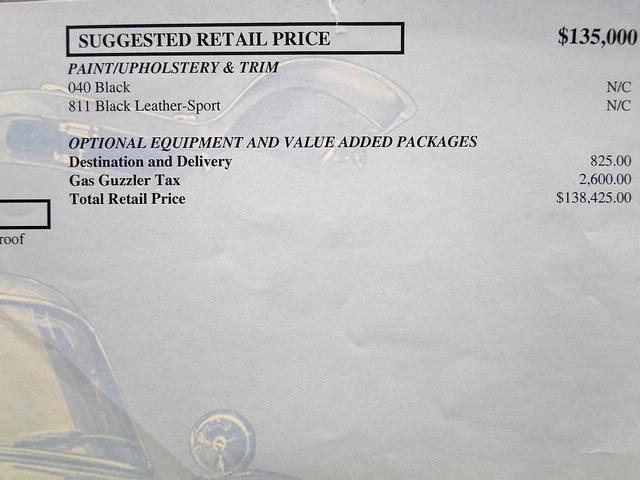 SUGGESTED RETAIL PRICE $135,000
PAINT/UPHOLSTERY & TRIM
040 Black N/C
811 Black Leather-Sport N/C
OPTIONAL EQUIPMENT AND VALUE ADDED PACKAGES
Destination and Delivery 825.00
Gas Guzzler Tax 2,600.00
Total Retail Price $138,425.00
roof